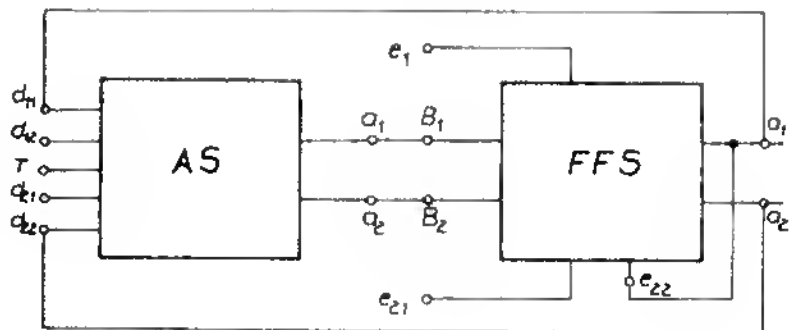 e₁
d₁₁
d₁₂
T
d₂₁
d₂₂
AS
a₁
B₁
a₂
B₂
FFS
a₁
a₂
e₂₁
e₂₂